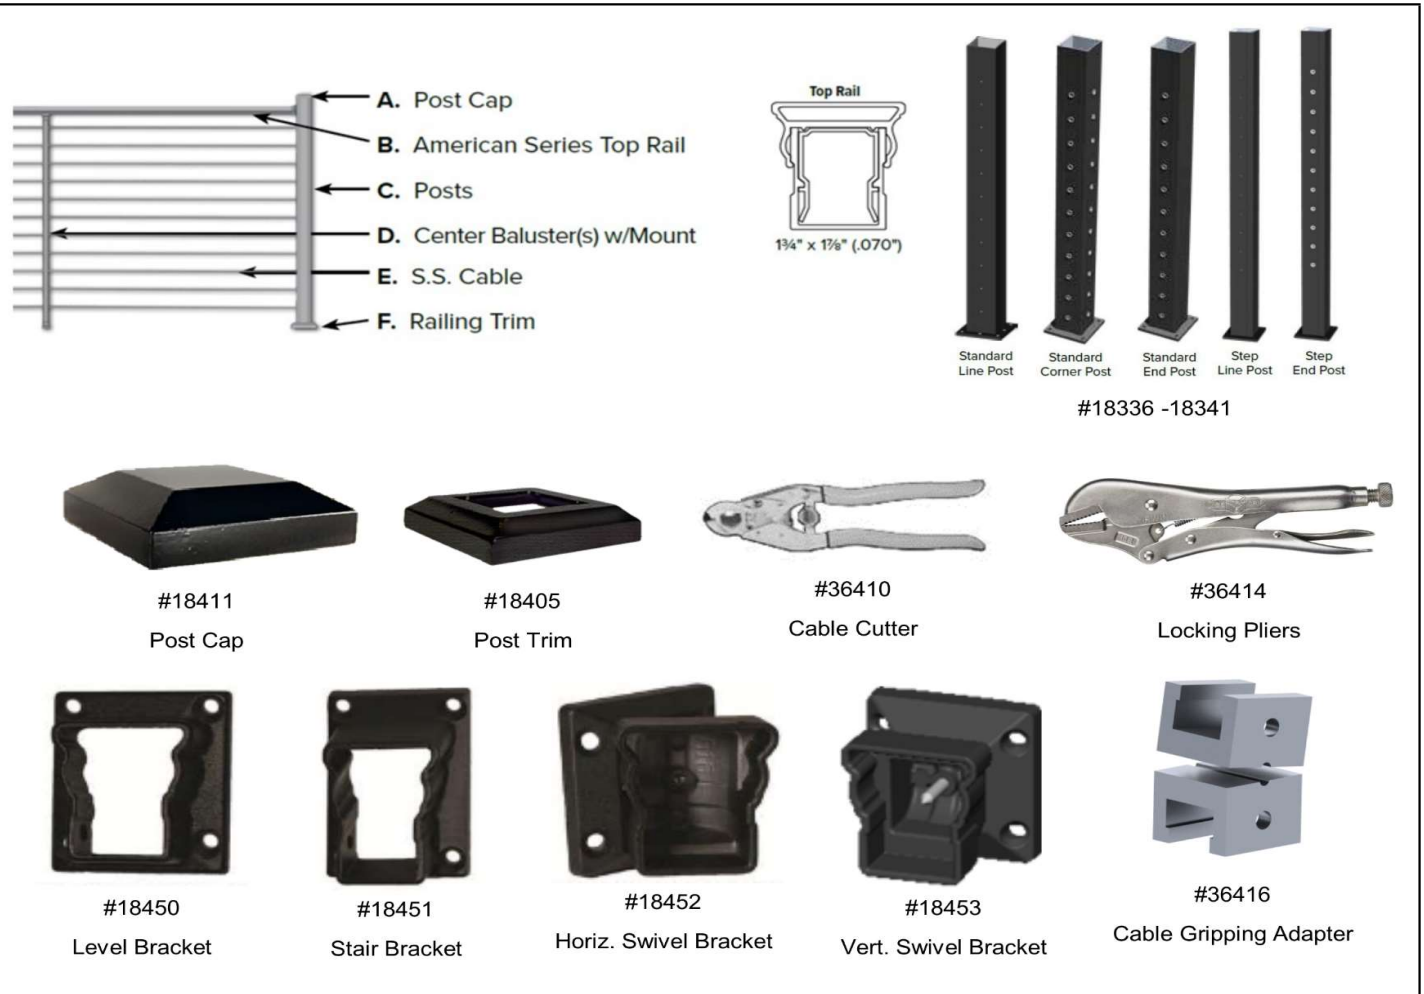 A. Post Cap
B. American Series Top Rail
C. Posts
D. Center Baluster(s) w/Mount
E. S.S. Cable
F. Railing Trim
Top Rail
1¾" x 1⅞" (.070")
Standard
Line Post
Standard
Corner Post
Standard
End Post
Step
Line Post
Step
End Post
#18336 -18341
#18411
Post Cap
#18405
Post Trim
#36410
Cable Cutter
#36414
Locking Pliers
#18450
Level Bracket
#18451
Stair Bracket
#18452
Horiz. Swivel Bracket
#18453
Vert. Swivel Bracket
#36416
Cable Gripping Adapter